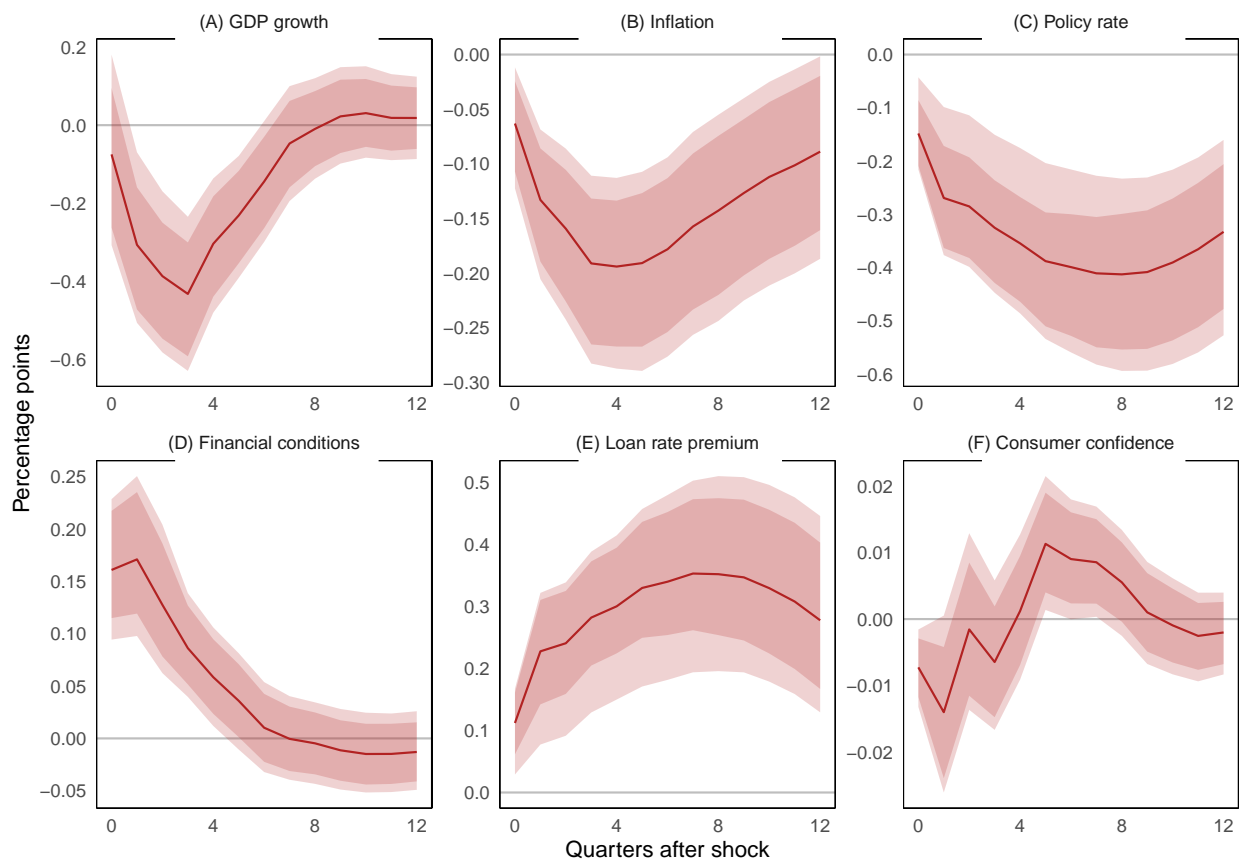 (A) GDP growth
(B) Inflation
(C) Policy rate
0.2
0.0
−0.2
−0.4
−0.6
0.00
−0.05
−0.10
−0.15
−0.20
−0.25
−0.30
0.0
−0.1
−0.2
−0.3
−0.4
−0.5
−0.6
0 4 8 12
0 4 8 12
0 4 8 12
Percentage points
(D) Financial conditions
(E) Loan rate premium
(F) Consumer confidence
0.25
0.20
0.15
0.10
0.05
0.00
−0.05
0.5
0.4
0.3
0.2
0.1
0.0
0.02
0.01
0.00
−0.01
−0.02
0 4 8 12
0 4 8 12
0 4 8 12
Quarters after shock